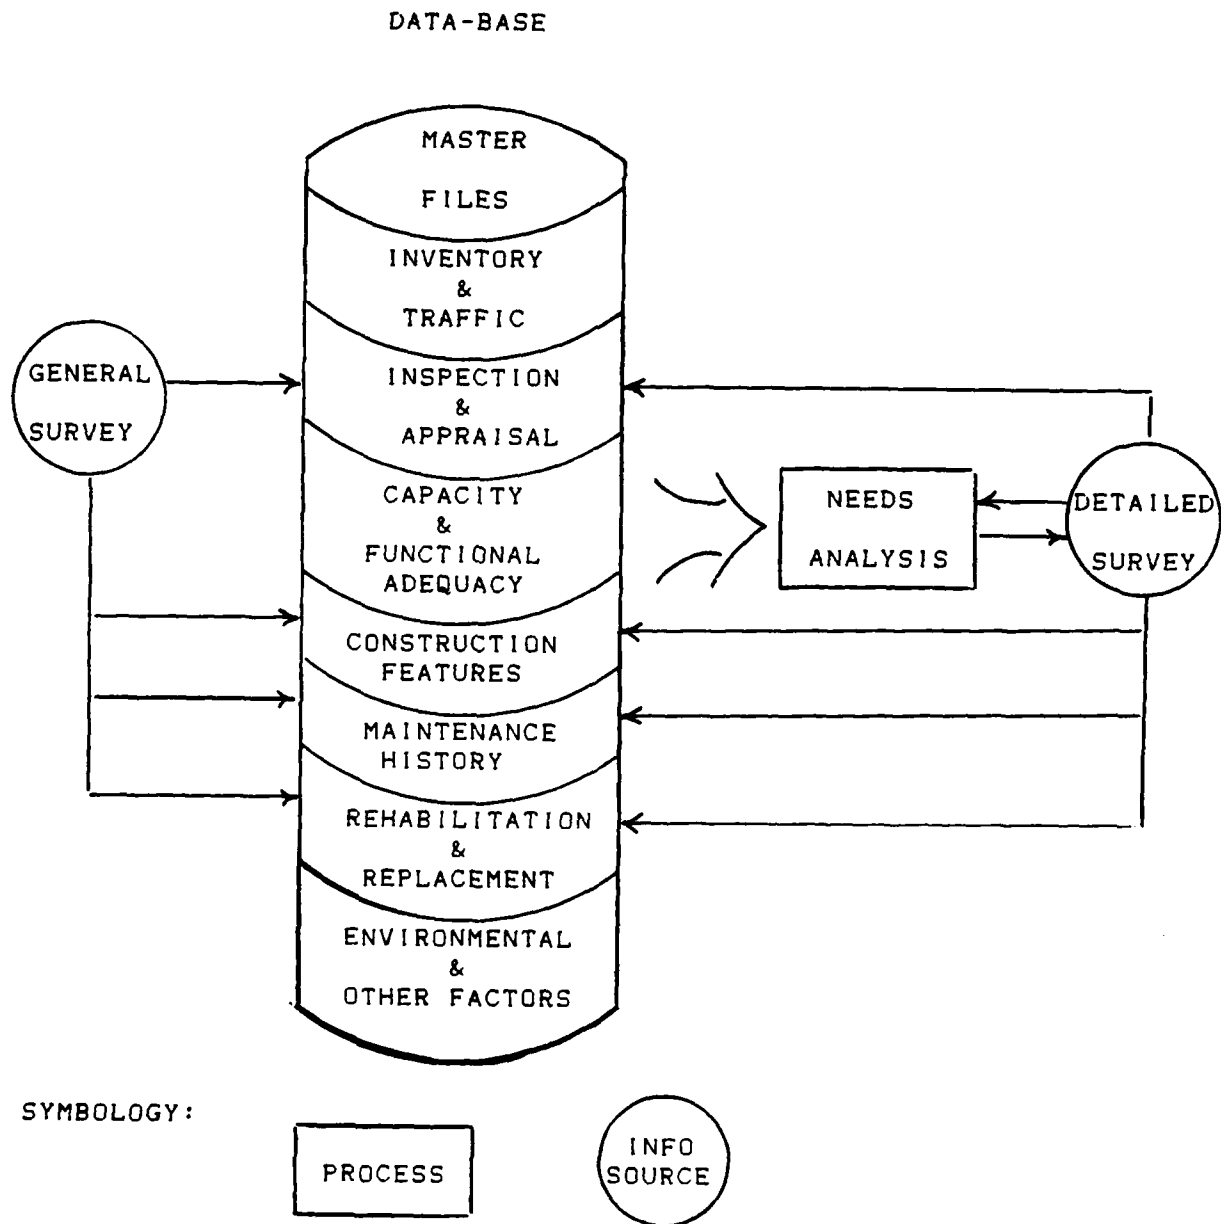 DATA-BASE
MASTER
FILES
INVENTORY
&
TRAFFIC
INSPECTION
&
APPRAISAL
CAPACITY
&
FUNCTIONAL
ADEQUACY
CONSTRUCTION
FEATURES
MAINTENANCE
HISTORY
REHABILITATION
&
REPLACEMENT
ENVIRONMENTAL
&
OTHER FACTORS
GENERAL
SURVEY
NEEDS
ANALYSIS
DETAILED
SURVEY
SYMBOLOGY:
PROCESS
INFO
SOURCE